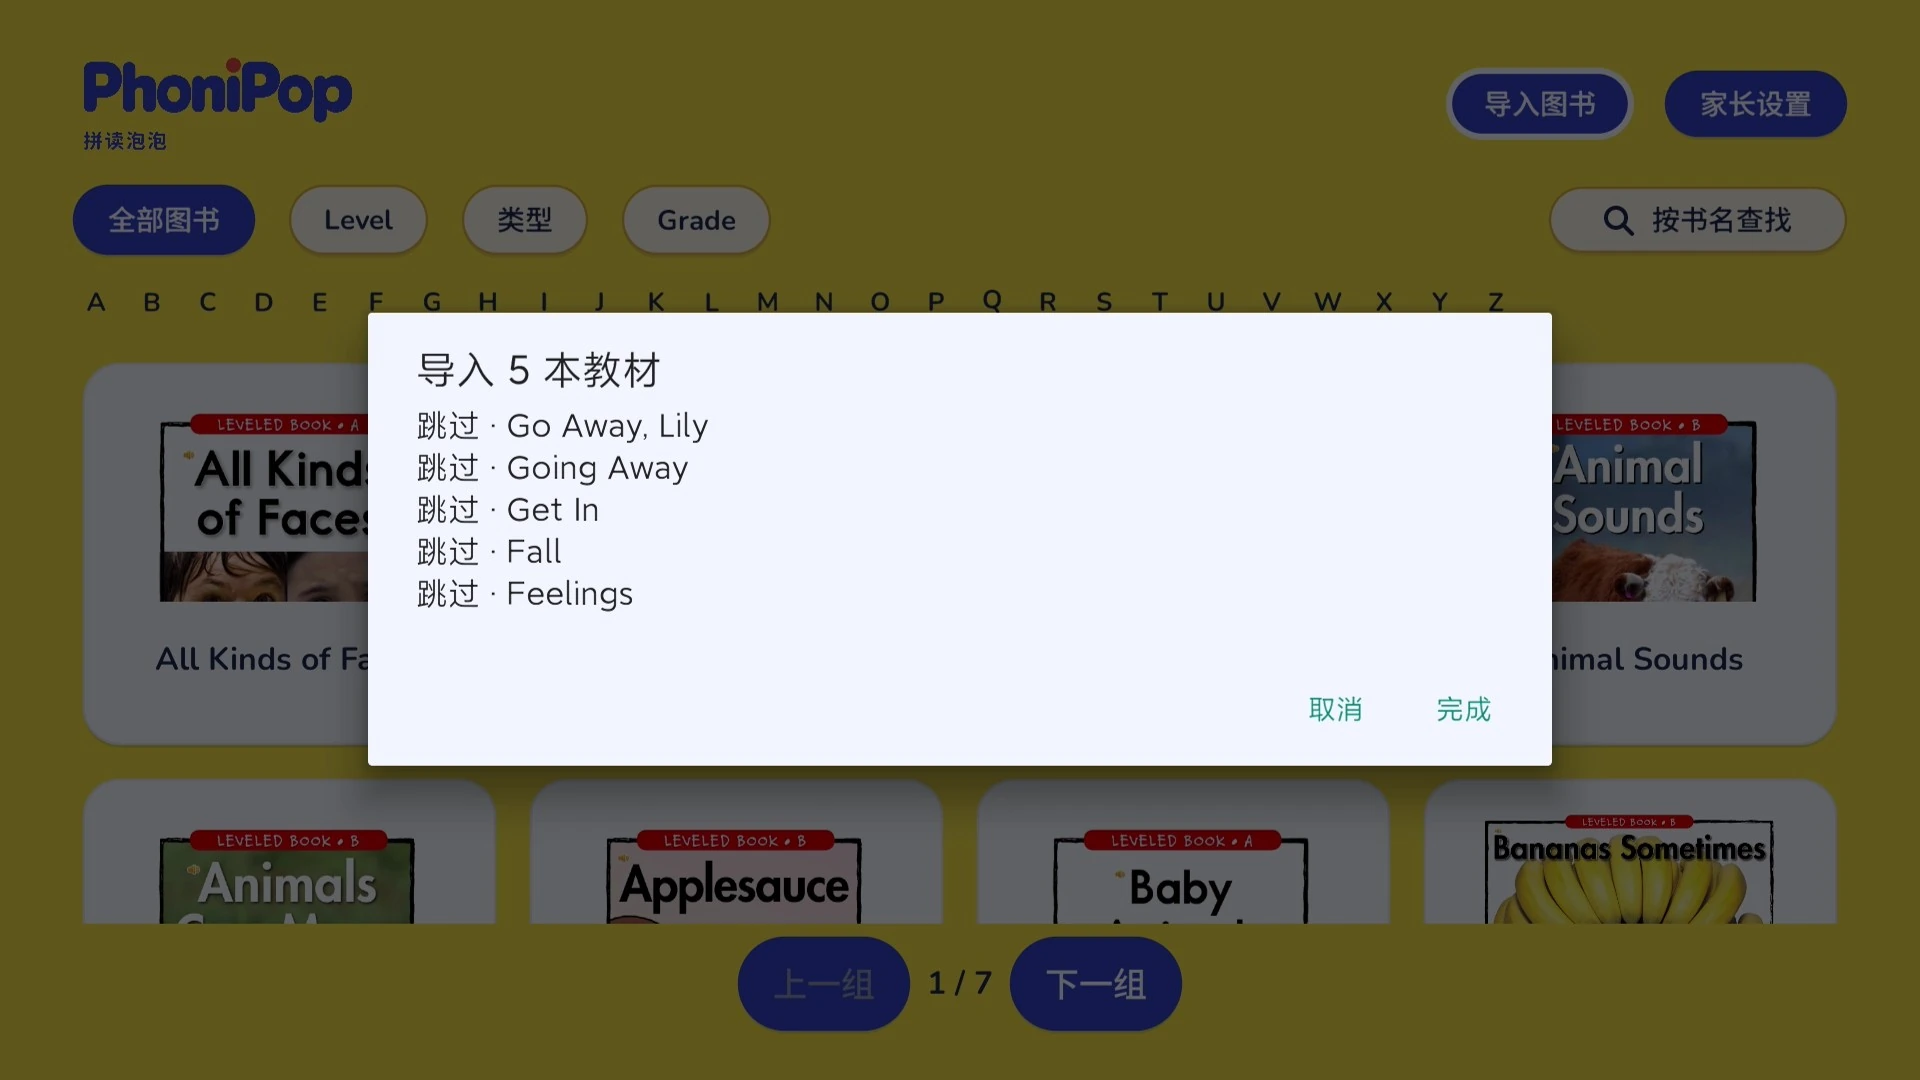 PhoniPop
拼读泡泡
导入图书
家长设置
全部图书
Level
类型
Grade
按书名查找
A B C D E F G H I J K L M N O P Q R S T U V W X Y Z
导入 5 本教材
跳过 · Go Away, Lily
跳过 · Going Away
跳过 · Get In
跳过 · Fall
跳过 · Feelings
取消
完成
LEVELED BOOK • A
All Kinds
of Faces
All Kinds of Fa
LEVELED BOOK • B
Animal
Sounds
nimal Sounds
LEVELED BOOK • B
Animals
LEVELED BOOK • B
Applesauce
LEVELED BOOK • A
Baby
LEVELED BOOK • B
Bananas Sometimes
上一组
1 / 7
下一组